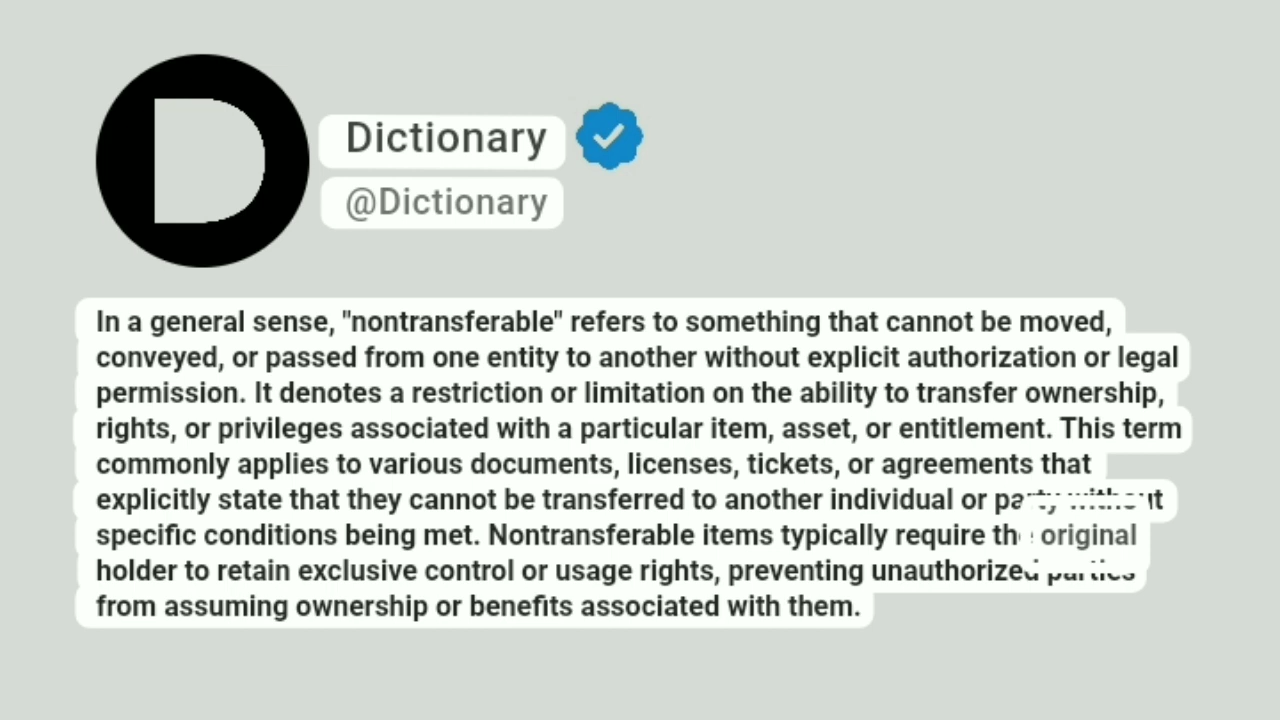 D
Dictionary
@Dictionary
In a general sense, "nontransferable" refers to something that cannot be moved,
conveyed, or passed from one entity to another without explicit authorization or legal
permission. It denotes a restriction or limitation on the ability to transfer ownership,
rights, or privileges associated with a particular item, asset, or entitlement. This term
commonly applies to various documents, licenses, tickets, or agreements that
explicitly state that they cannot be transferred to another individual or party without
specific conditions being met. Nontransferable items typically require the original
holder to retain exclusive control or usage rights, preventing unauthorized parties
from assuming ownership or benefits associated with them.